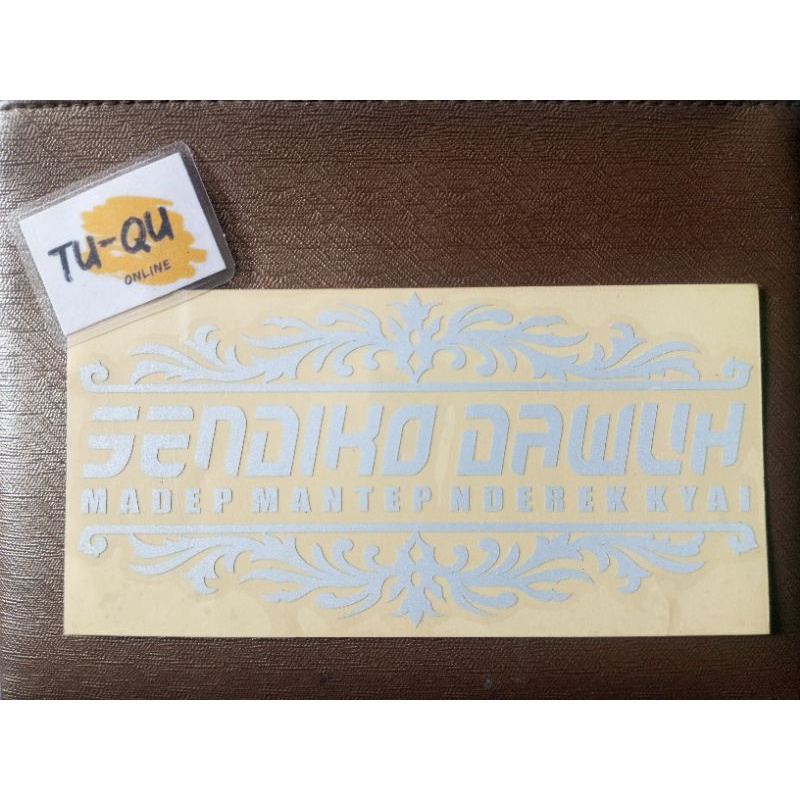 TU-QU
ONLINE
SENDIKO DAWUH
MADEP MANTEP NDEREK KYAI